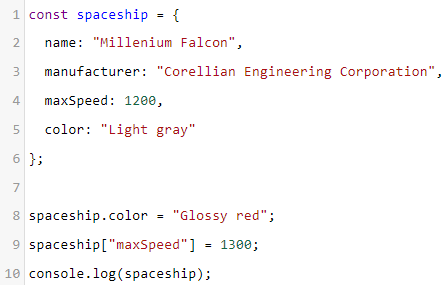 1 const spaceship = {
2   name: "Millenium Falcon",
3   manufacturer: "Corellian Engineering Corporation",
4   maxSpeed: 1200,
5   color: "Light gray"
6 };
7
8 spaceship.color = "Glossy red";
9 spaceship["maxSpeed"] = 1300;
10 console.log(spaceship);